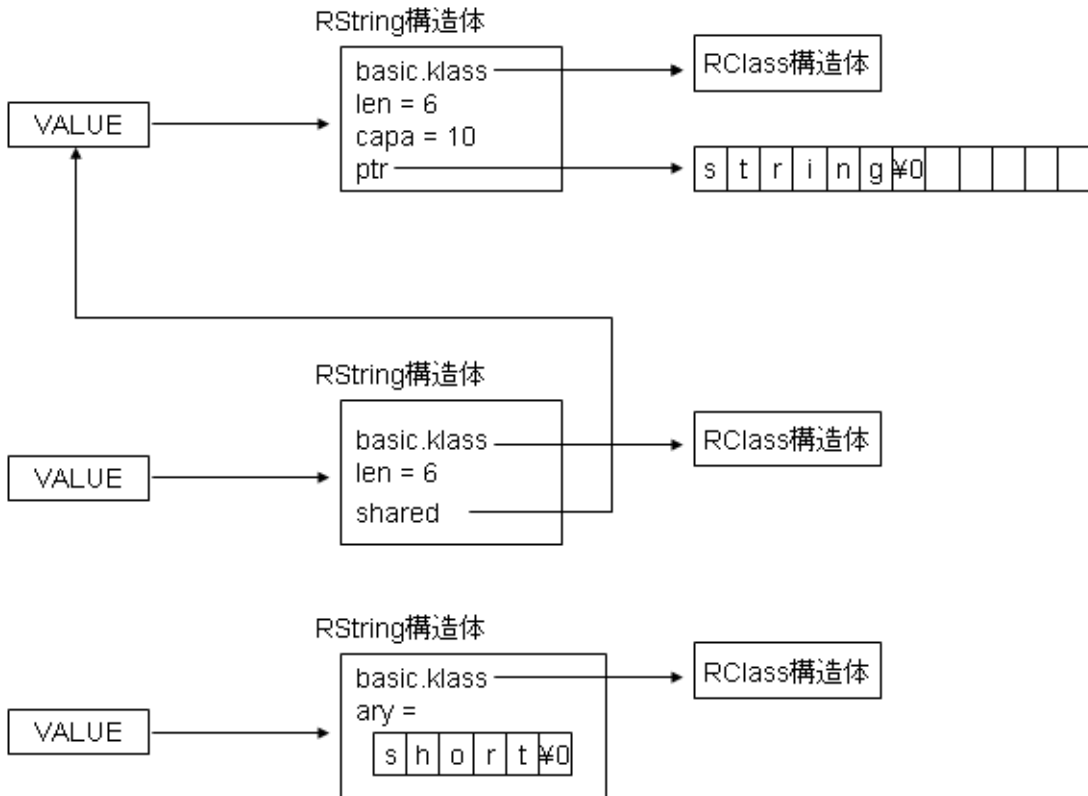 RString構造体
basic.klass
len = 6
capa = 10
ptr
VALUE
RClass構造体
s t r i n g ¥0
RString構造体
basic.klass
len = 6
shared
VALUE
RClass構造体
RString構造体
basic.klass
ary =
s h o r t ¥0
VALUE
RClass構造体